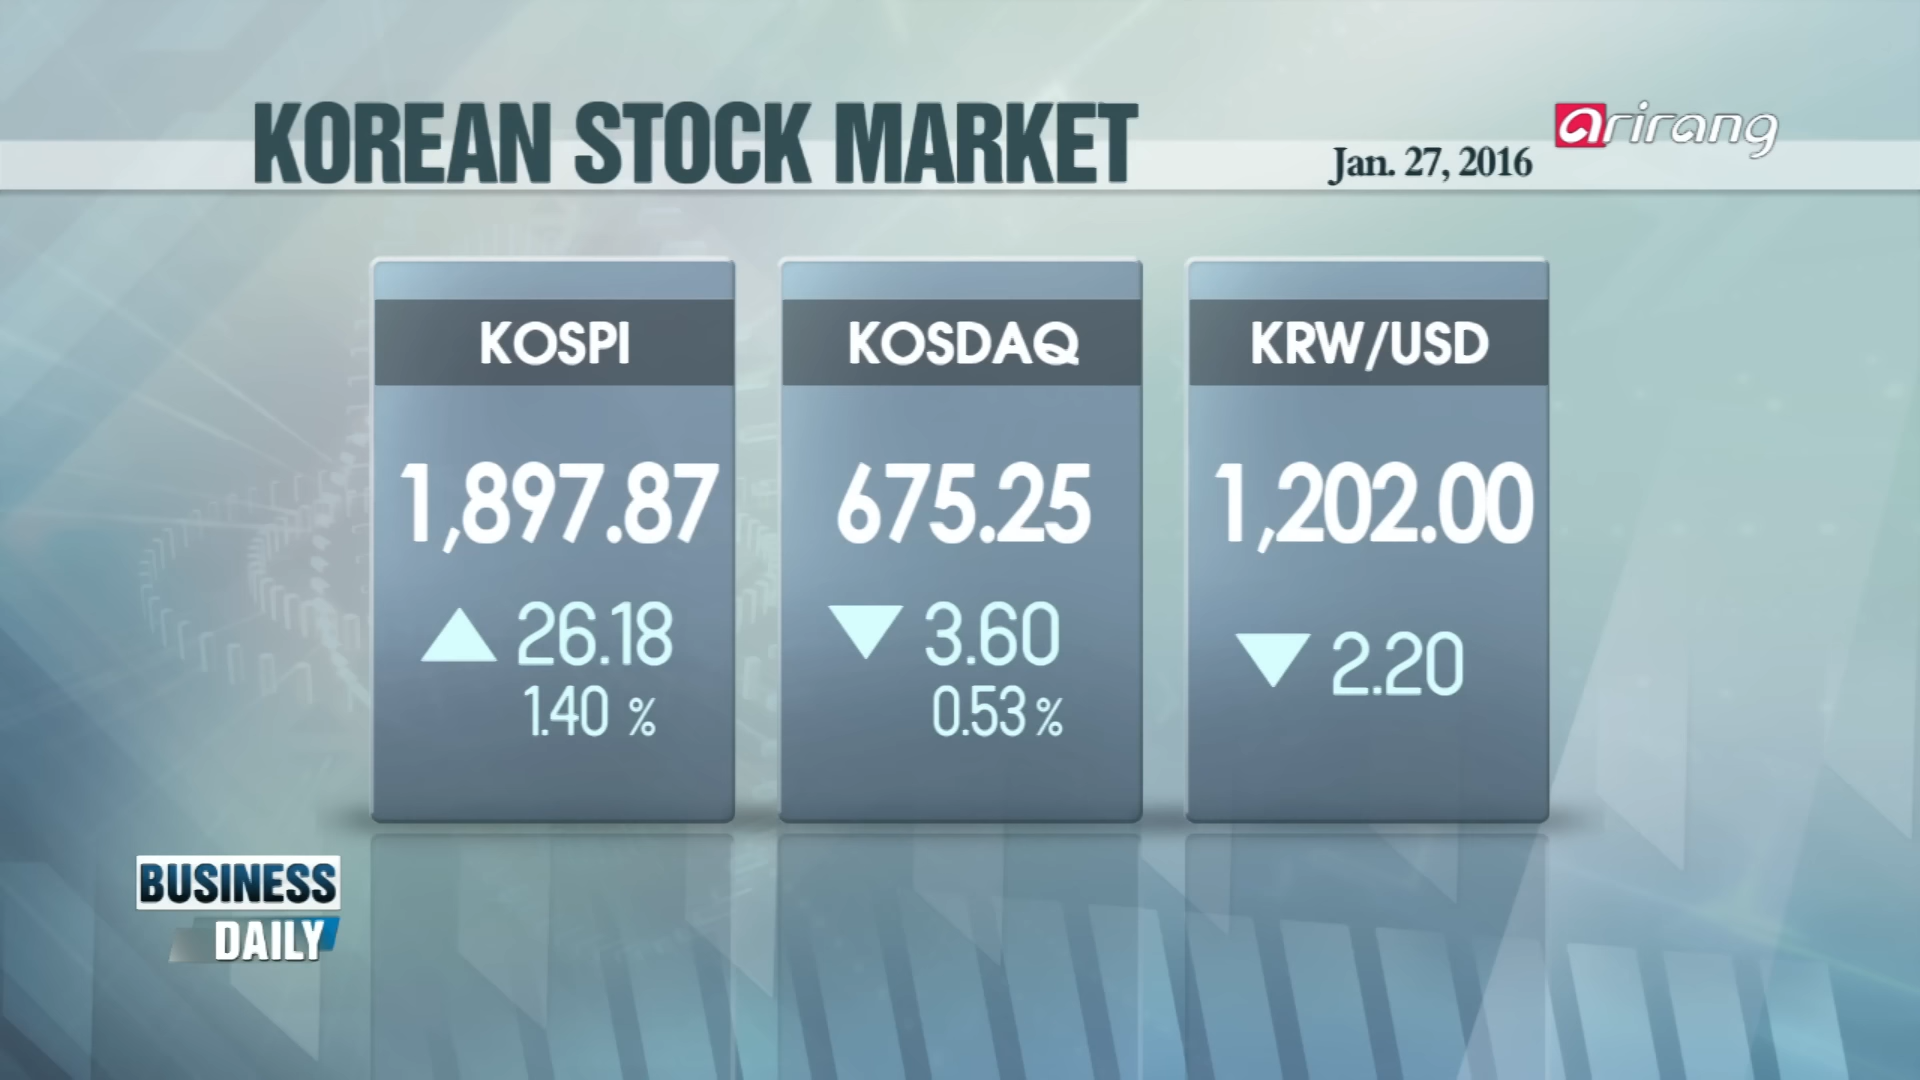 KOREAN STOCK MARKET
Jan. 27, 2016
arirang
KOSPI
1,897.87
▲ 26.18
1.40 %
KOSDAQ
675.25
▼ 3.60
0.53 %
KRW/USD
1,202.00
▼ 2.20
BUSINESS
DAILY